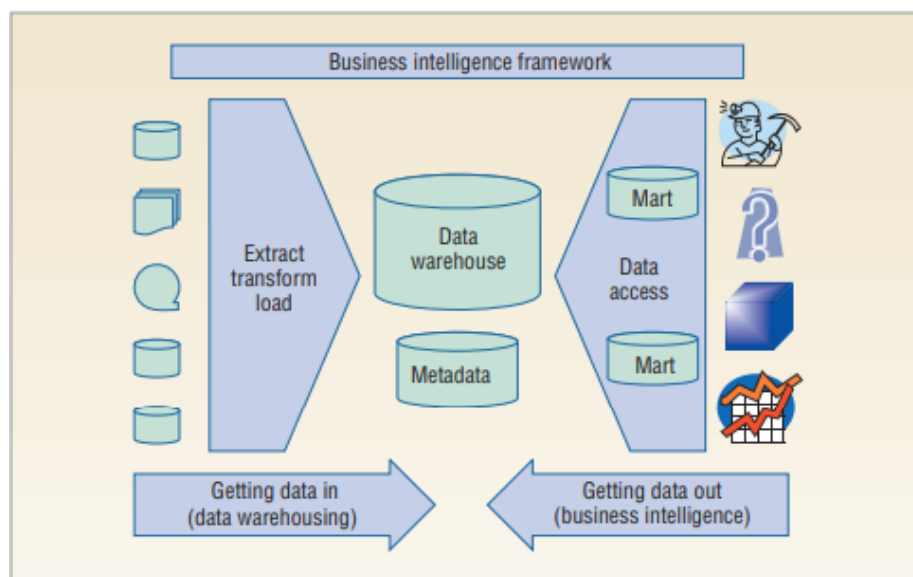 Business intelligence framework
Extract
transform
load
Data
warehouse
Metadata
Mart
Data
access
Mart
?
Getting data in
(data warehousing)
Getting data out
(business intelligence)